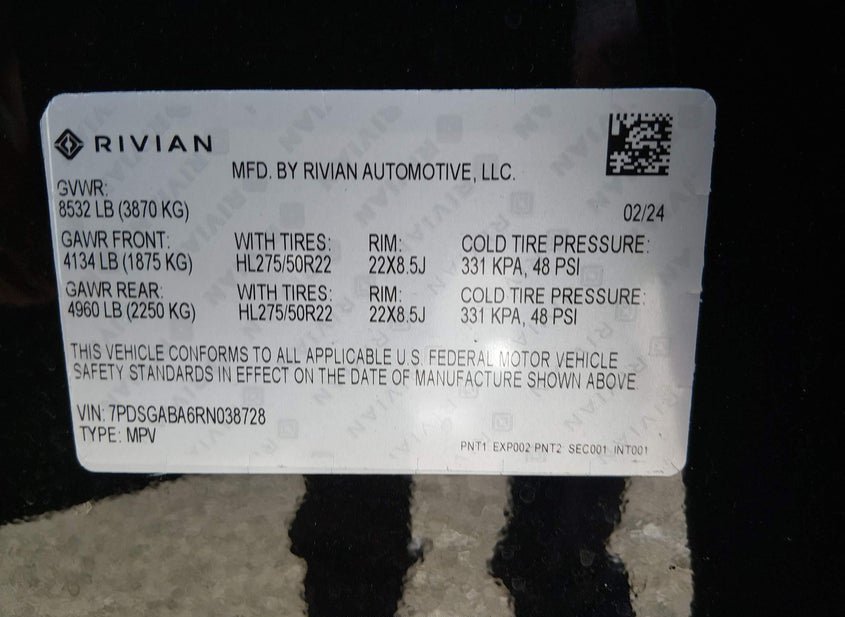 RIVIAN
MFD. BY RIVIAN AUTOMOTIVE, LLC.
GVWR:
8532 LB (3870 KG)
02/24
GAWR FRONT: WITH TIRES: RIM: COLD TIRE PRESSURE:
4134 LB (1875 KG) HL275/50R22 22X8.5J 331 KPA, 48 PSI
GAWR REAR: WITH TIRES: RIM: COLD TIRE PRESSURE:
4960 LB (2250 KG) HL275/50R22 22X8.5J 331 KPA, 48 PSI
THIS VEHICLE CONFORMS TO ALL APPLICABLE U.S. FEDERAL MOTOR VEHICLE
SAFETY STANDARDS IN EFFECT ON THE DATE OF MANUFACTURE SHOWN ABOVE
VIN: 7PDSGABA6RN038728
TYPE: MPV
PNT1 EXP002 PNT2 SEC001 INT001